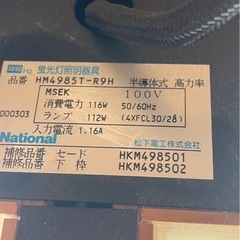 Hz 蛍光灯照明器具
品番 HM4985T-R9H 半導体式 高力率
MSEK 100V
消費電力 116W 50/60Hz
000303 ランプ 112W (4XFCL30/28)
入力電流 1.16A
National 松下電工株式会社
補修品番 セード HKM498501
補修品番 下枠 HKM498502